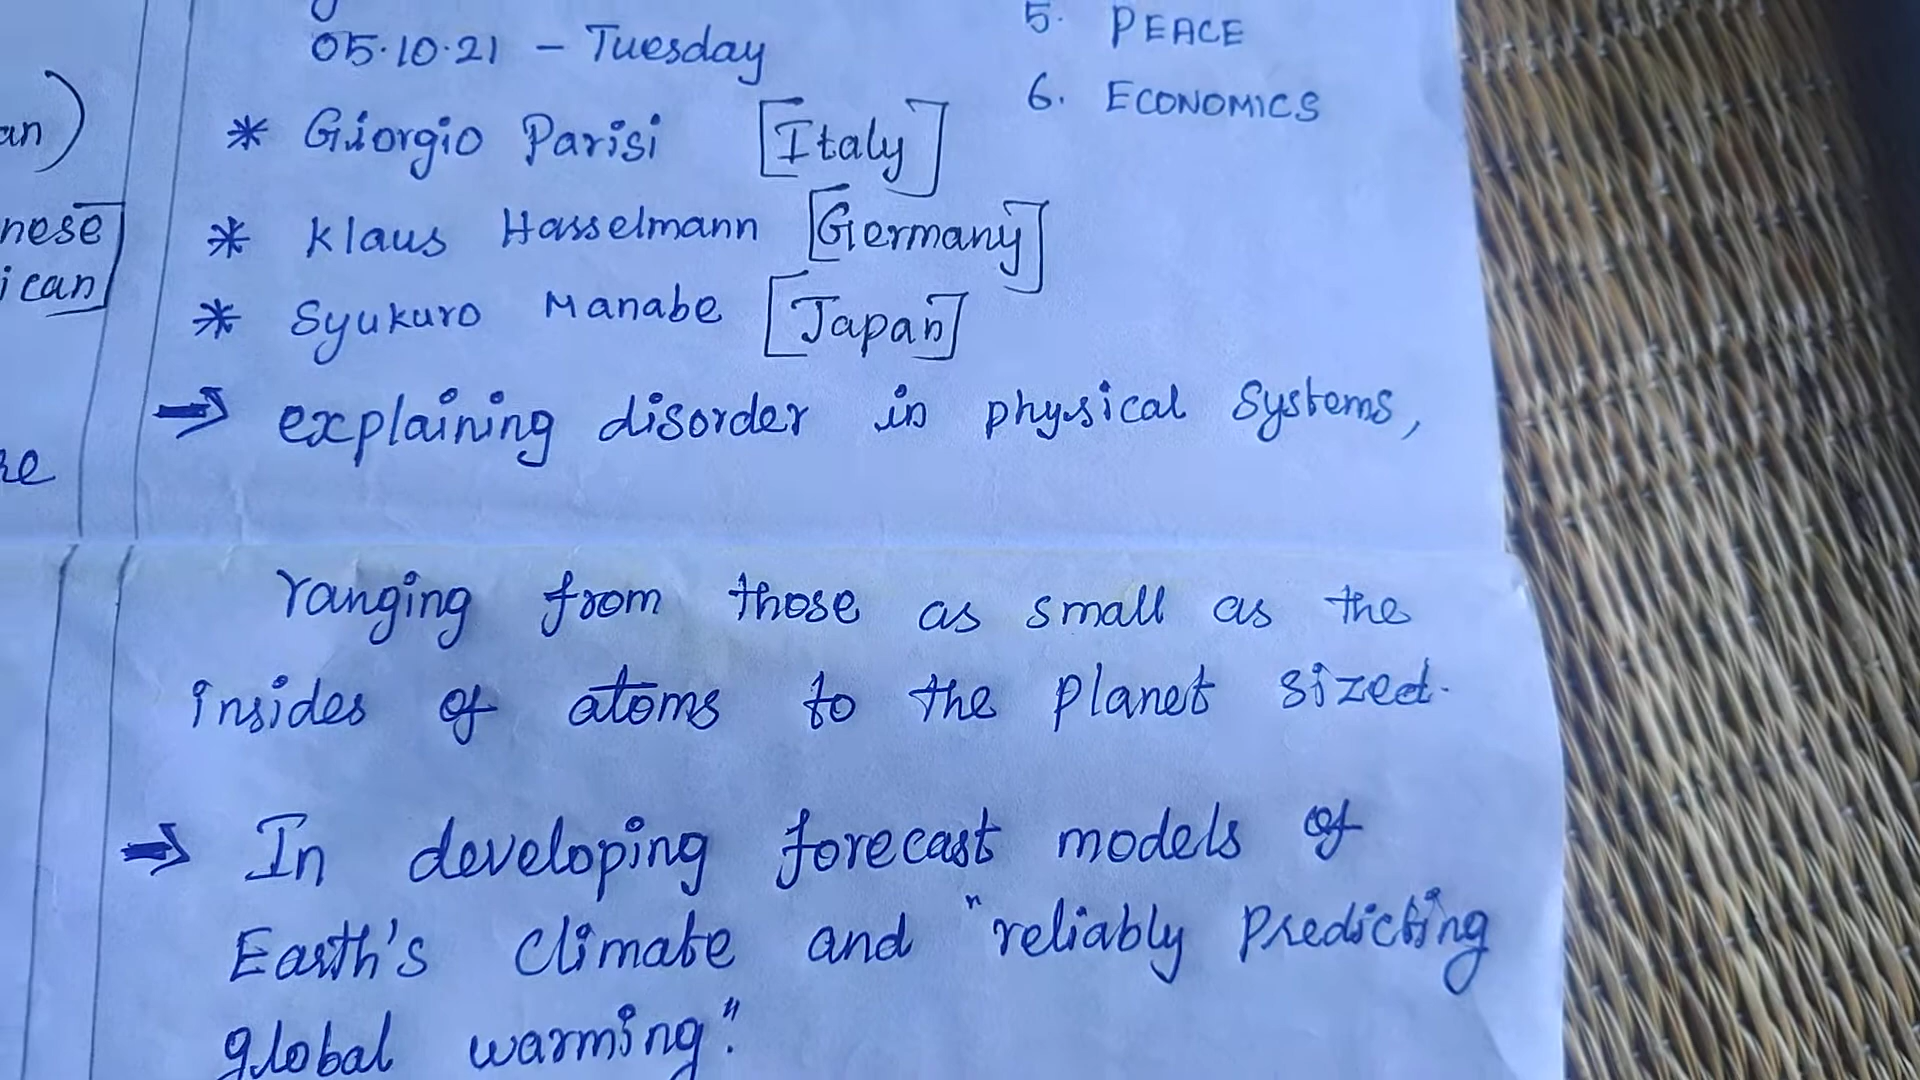 05.10.21 - Tuesday
* Giorgio Parisi [Italy]
* Klaus Hasselmann [Germany]
* Syukuro Manabe [Japan]
⇒ explaining disorder in physical Systems,
ranging from those as small as the
insides of atoms to the planet sized.
⇒ In developing forecast models of
Earth's climate and "reliably Predicting
global warming".
5. PEACE
6. ECONOMICS
an)
nese
ican]